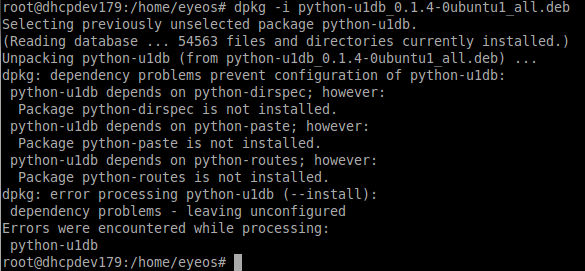 root@dhcpdev179:/home/eyeos# dpkg -i python-u1db_0.1.4-0ubuntu1_all.deb
Selecting previously unselected package python-u1db.
(Reading database ... 54563 files and directories currently installed.)
Unpacking python-u1db (from python-u1db_0.1.4-0ubuntu1_all.deb) ...
dpkg: dependency problems prevent configuration of python-u1db:
 python-u1db depends on python-dirspec; however:
  Package python-dirspec is not installed.
 python-u1db depends on python-paste; however:
  Package python-paste is not installed.
 python-u1db depends on python-routes; however:
  Package python-routes is not installed.
dpkg: error processing python-u1db (--install):
 dependency problems - leaving unconfigured
Errors were encountered while processing:
 python-u1db
root@dhcpdev179:/home/eyeos#